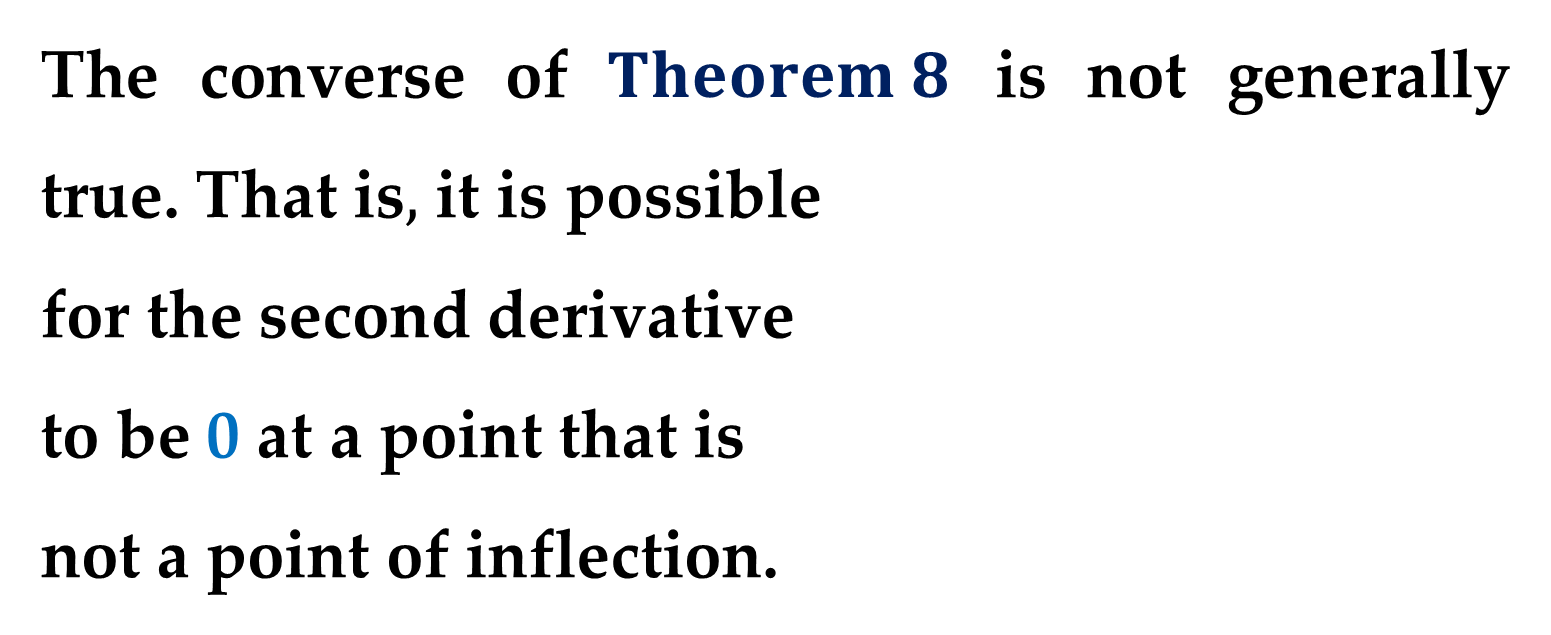 The converse of Theorem 8 is not generally
true. That is, it is possible
for the second derivative
to be 0 at a point that is
not a point of inflection.